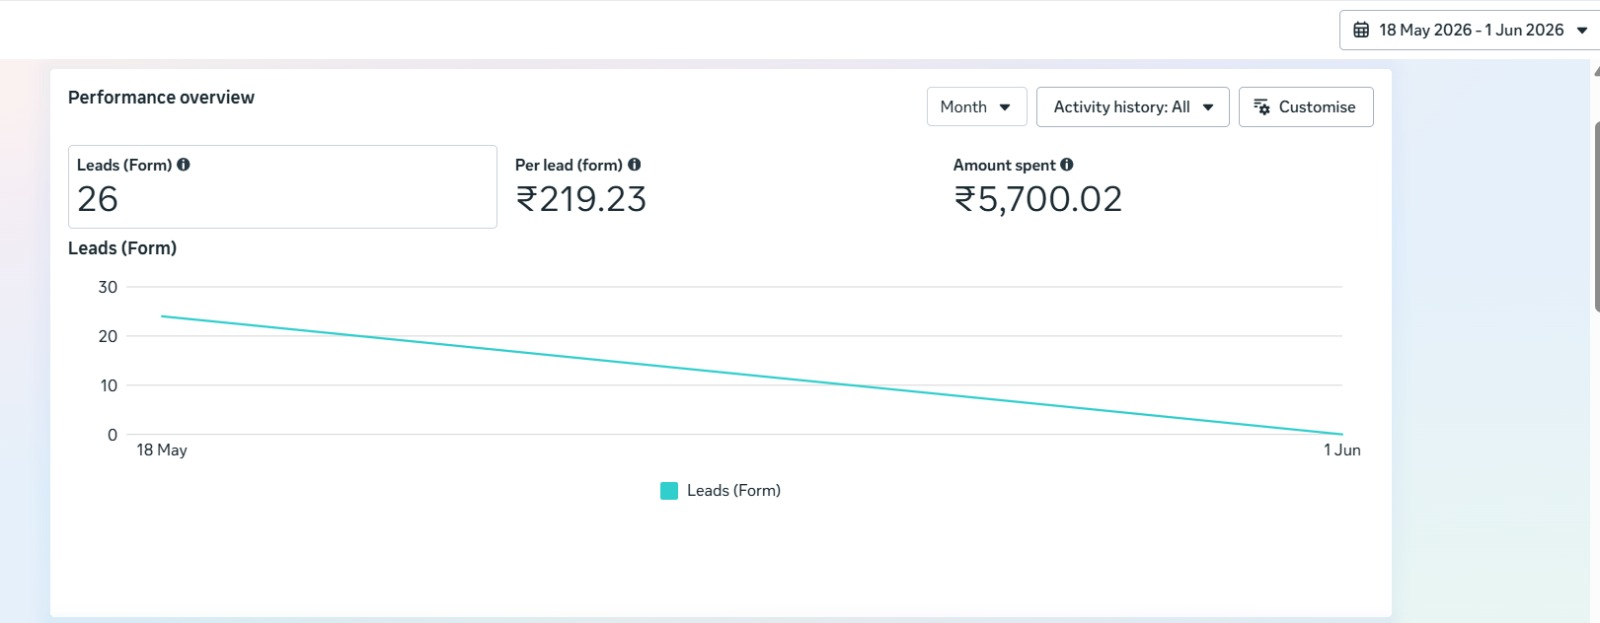 18 May 2026 - 1 Jun 2026
Performance overview
Month
Activity history: All
Customise
Leads (Form)
Per lead (form)
Amount spent
26
₹219.23
₹5,700.02
Leads (Form)
30
20
10
0
18 May
1 Jun
Leads (Form)